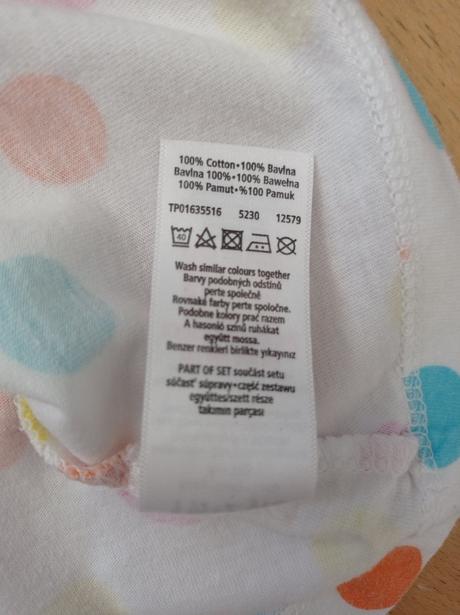 100% Cotton•100% Bavlna
Bavlna 100%•100% Bawełna
100% Pamut•%100 Pamuk
TP01635516 5230 12579
40
Wash similar colours together
Barvy podobných odstínů
perte společně
Rovnaké farby perte spoločne.
Podobne kolory prać razem
A hasonló színű ruhákat
együtt mossa.
Benzer renkleri birlikte yıkayınız
PART OF SET součást setu
súčasť súpravy•część zestawu
együttes/szett része
takımın parçası